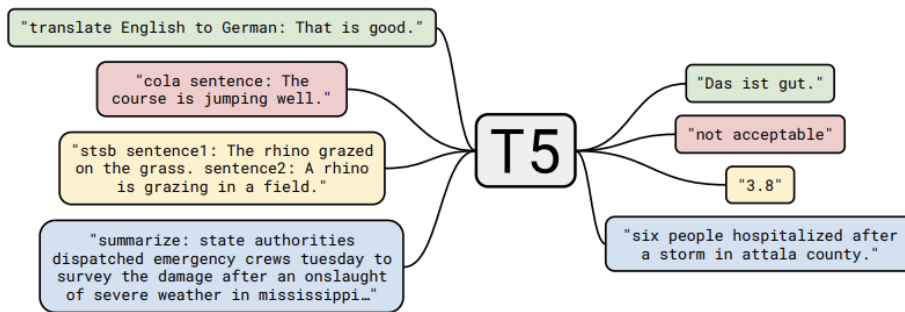 "translate English to German: That is good."
"cola sentence: The
course is jumping well."
"stsb sentence1: The rhino grazed
on the grass. sentence2: A rhino
is grazing in a field."
"summarize: state authorities
dispatched emergency crews tuesday to
survey the damage after an onslaught
of severe weather in mississippi…"
T5
"Das ist gut."
"not acceptable"
"3.8"
"six people hospitalized after
a storm in attala county."